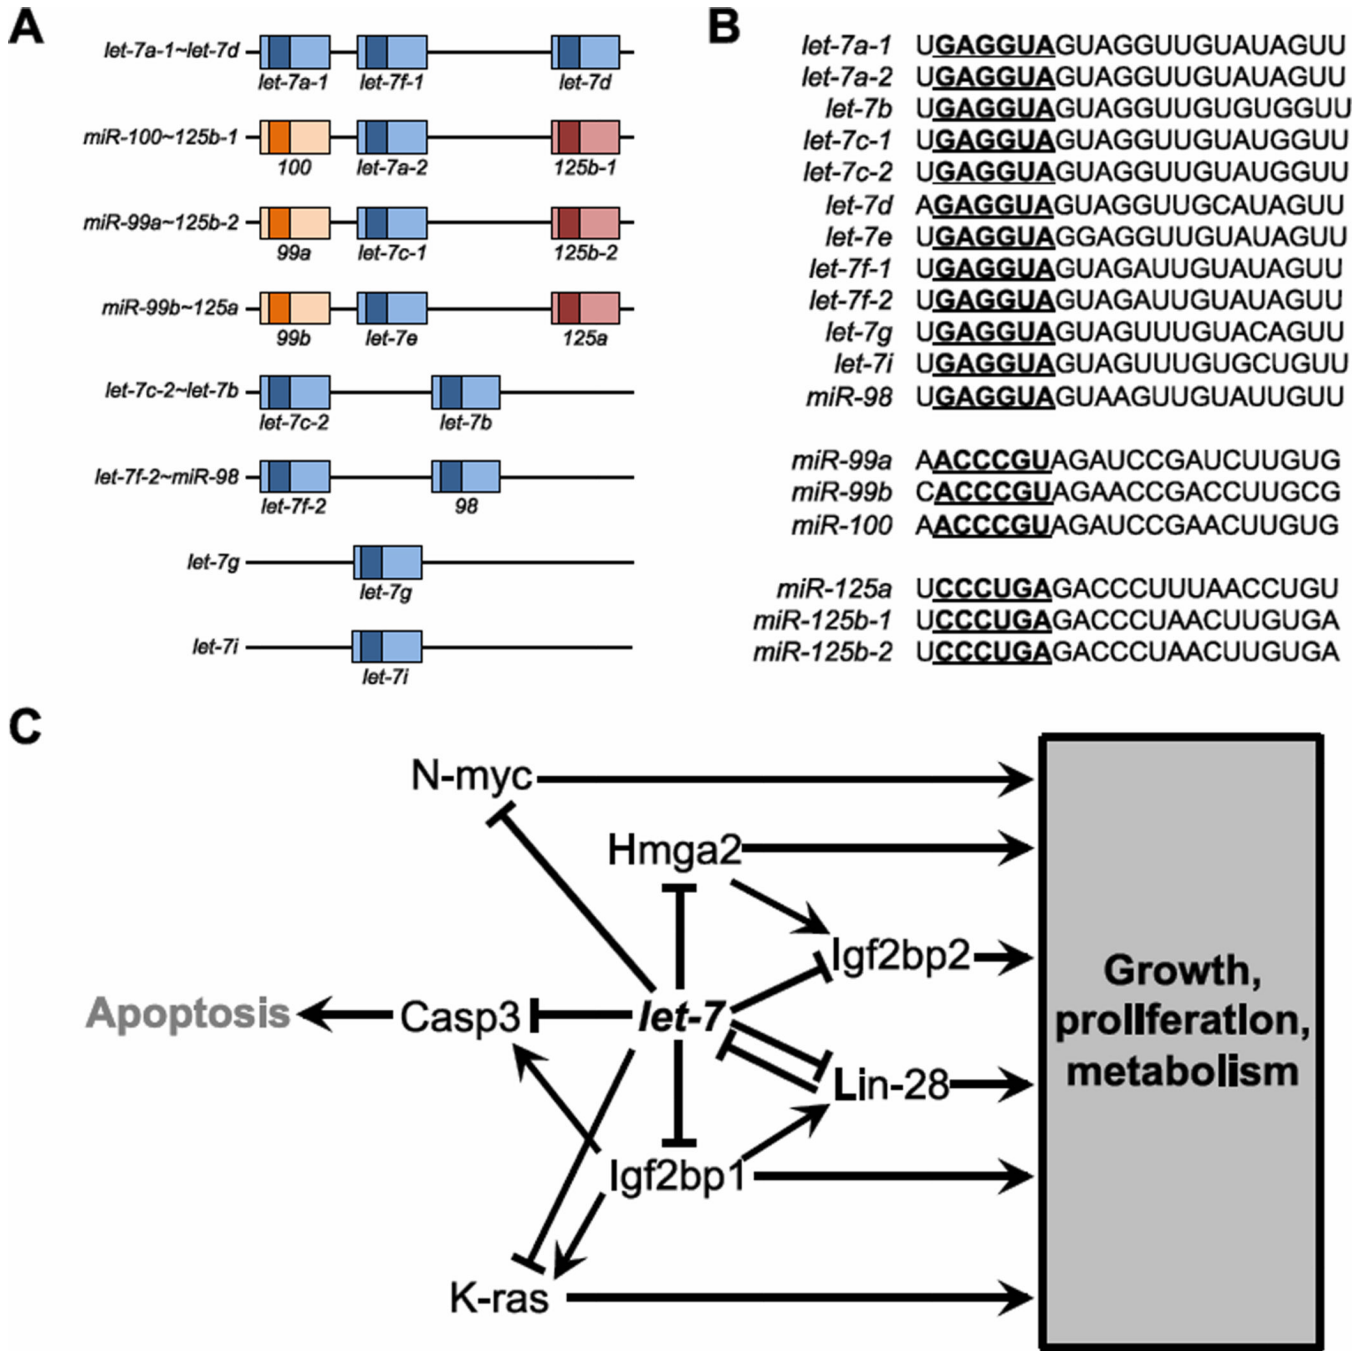 A
let-7a-1~let-7d
let-7a-1 let-7f-1 let-7d
miR-100~125b-1
100 let-7a-2 125b-1
miR-99a~125b-2
99a let-7c-1 125b-2
miR-99b~125a
99b let-7e 125a
let-7c-2~let-7b
let-7c-2 let-7b
let-7f-2~miR-98
let-7f-2 98
let-7g
let-7g
let-7i
let-7i
B
let-7a-1 UGAGGUAGUAGGUUGUAUAGUU
let-7a-2 UGAGGUAGUAGGUUGUAUAGUU
let-7b UGAGGUAGUAGGUUGUGUGGUU
let-7c-1 UGAGGUAGUAGGUUGUAUGGUU
let-7c-2 UGAGGUAGUAGGUUGUAUGGUU
let-7d AGAGGUAGUAGGUUGCAUAGUU
let-7e UGAGGUAGGAGGUUGUAUAGUU
let-7f-1 UGAGGUAGUAGAUUGUAUAGUU
let-7f-2 UGAGGUAGUAGAUUGUAUAGUU
let-7g UGAGGUAGUAGUUUGUACAGUU
let-7i UGAGGUAGUAGUUUGUGCUGUU
miR-98 UGAGGUAGUAAGUUGUAUUGUU
miR-99a AACCCGUAGAUCCGAUCUUGUG
miR-99b CACCCGUAGAACCGACCUUGCG
miR-100 AACCCGUAGAUCCGAACUUGUG
miR-125a UCCCUGAGACCCUUUAACCUGU
miR-125b-1 UCCCUGAGACCCUAACUUGUGA
miR-125b-2 UCCCUGAGACCCUAACUUGUGA
C
N-myc
Hmga2
Igf2bp2
Apoptosis Casp3 let-7
Lin-28
Igf2bp1
K-ras
Growth,
proliferation,
metabolism